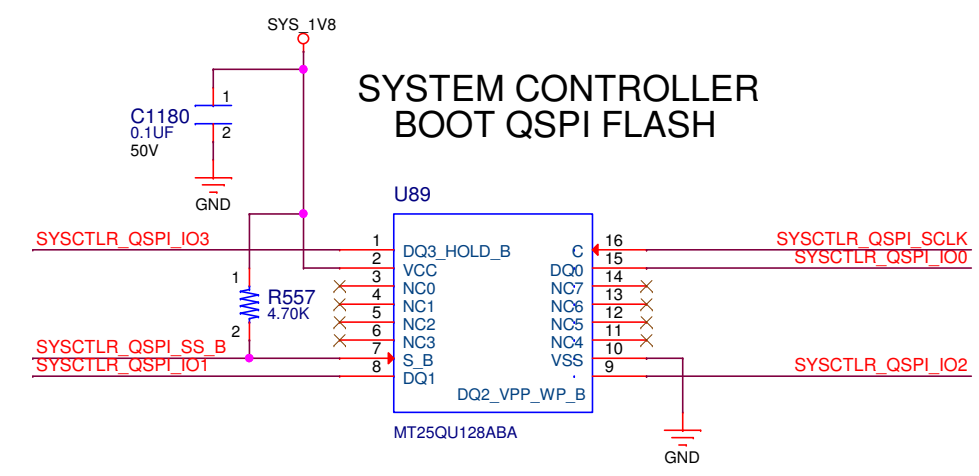 SYS_1V8
SYSTEM CONTROLLER
BOOT QSPI FLASH
1
C1180
0.1UF
2
50V
GND
U89
SYSCTLR_QSPI_IO3
1
DQ3_HOLD_B
C
16
SYSCTLR_QSPI_SCLK
2
VCC
DQ0
15
SYSCTLR_QSPI_IO0
3
NC0
NC7
14
1
R557
4.70K
2
4
NC1
NC6
13
5
NC2
NC5
12
6
NC3
NC4
11
SYSCTLR_QSPI_SS_B
7
S_B
VSS
10
SYSCTLR_QSPI_IO1
8
DQ1
9
SYSCTLR_QSPI_IO2
DQ2_VPP_WP_B
MT25QU128ABA
GND